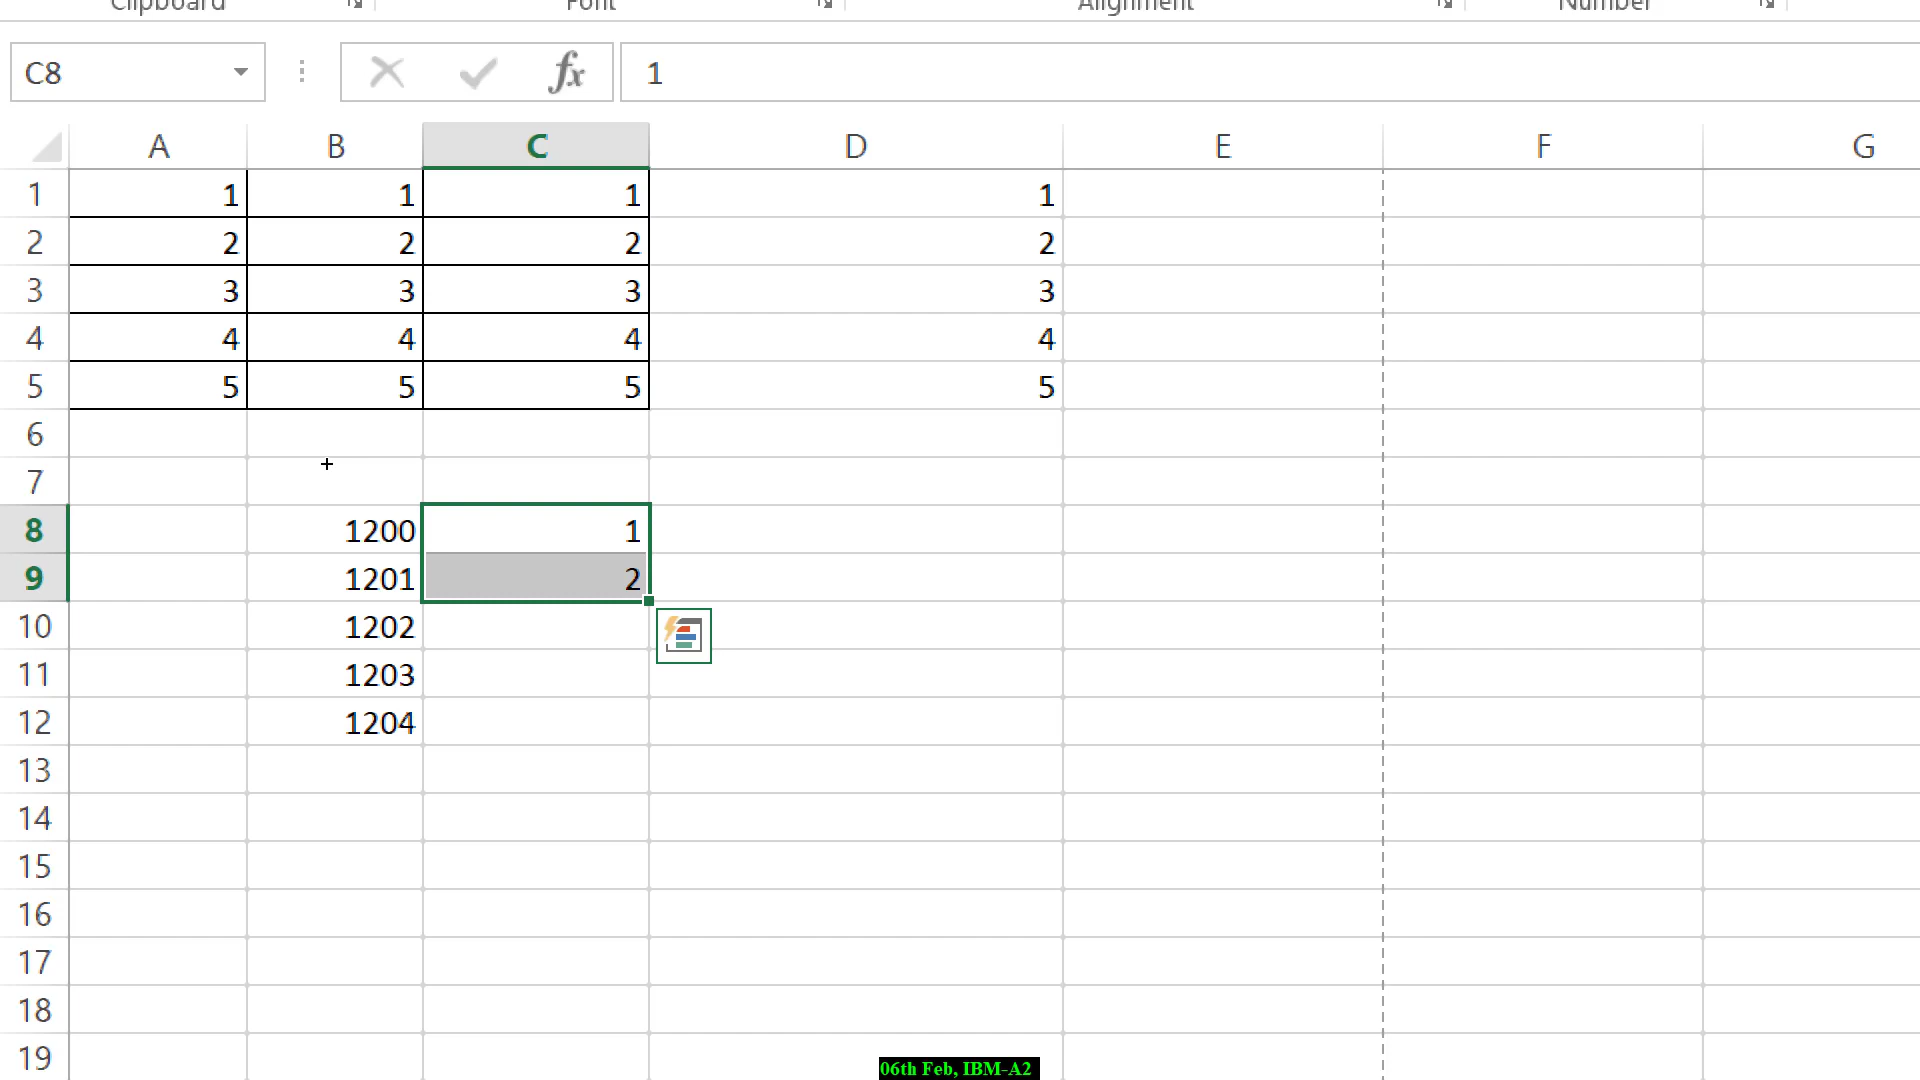 Clipboard Font Alignment Number
C8 fx 1
A B C D E F G
1 1 1 1 1
2 2 2 2 2
3 3 3 3 3
4 4 4 4 4
5 5 5 5 5
6
7
8 1200 1
9 1201 2
10 1202
11 1203
12 1204
13
14
15
16
17
18
19
06th Feb, IBM-A2